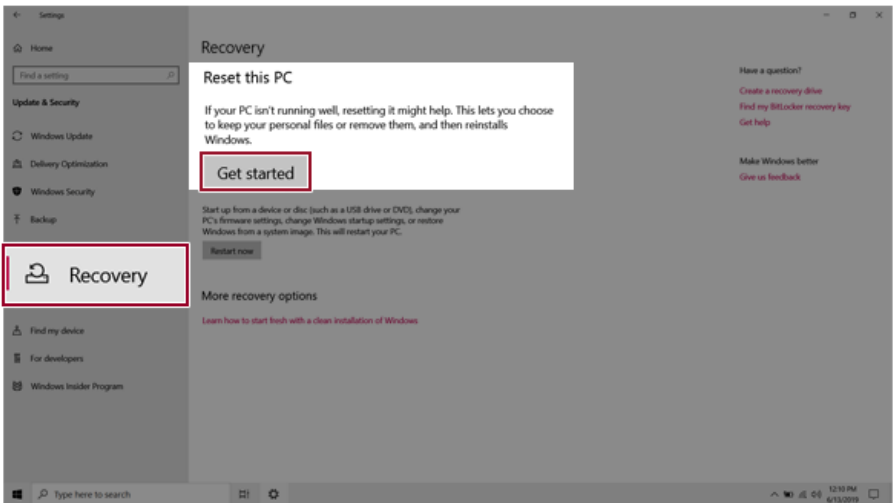 Settings
Home
Find a setting
Update & Security
Windows Update
Delivery Optimization
Windows Security
Backup
Recovery
Find my device
For developers
Windows Insider Program
Recovery
Reset this PC
If your PC isn't running well, resetting it might help. This lets you choose
to keep your personal files or remove them, and then reinstalls
Windows.
Get started
Start up from a device or disc (such as a USB drive or DVD), change your
PC's firmware settings, change Windows startup settings, or restore
Windows from a system image. This will restart your PC.
Restart now
More recovery options
Learn how to start fresh with a clean installation of Windows
Have a question?
Create a recovery drive
Find my BitLocker recovery key
Get help
Make Windows better
Give us feedback
Type here to search
12:10 PM
6/13/2019